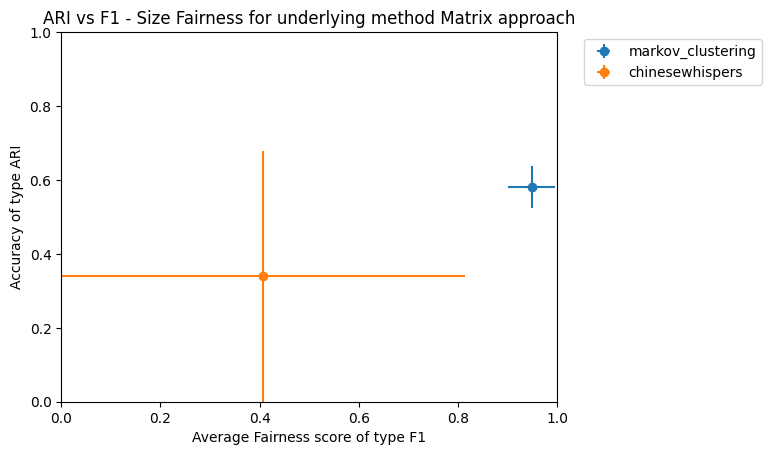 ARI vs F1 - Size Fairness for underlying method Matrix approach
markov_clustering
chinesewhispers
Accuracy of type ARI
1.0
0.8
0.6
0.4
0.2
0.0
0.0 0.2 0.4 0.6 0.8 1.0
Average Fairness score of type F1